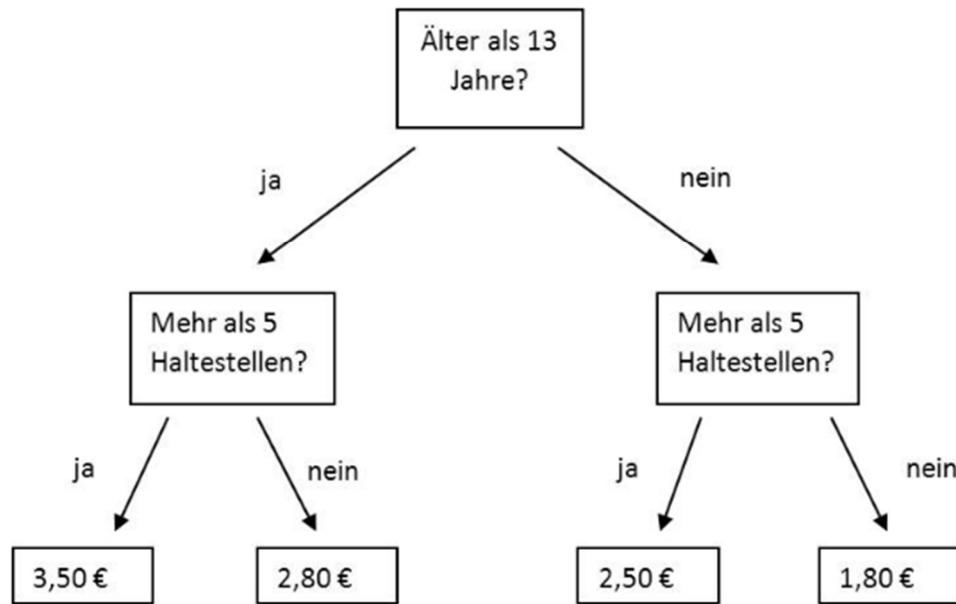 Älter als 13
Jahre?
ja
nein
Mehr als 5
Haltestellen?
Mehr als 5
Haltestellen?
ja
nein
ja
nein
3,50 €
2,80 €
2,50 €
1,80 €